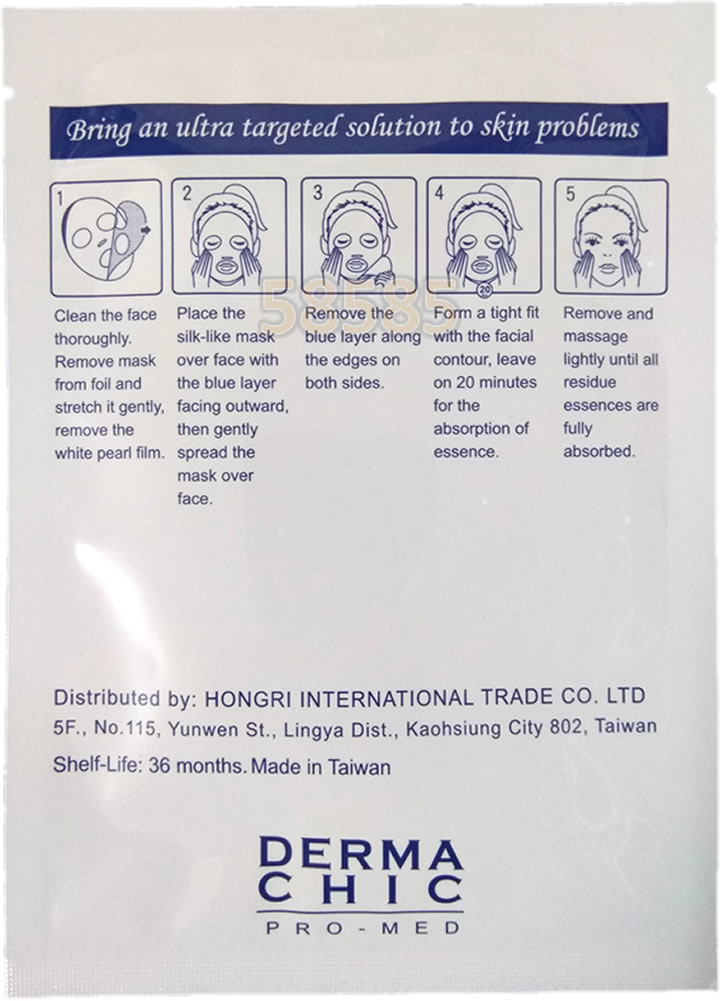 Bring an ultra targeted solution to skin problems
1
2
3
4
5
20
Clean the face
thoroughly.
Remove mask
from foil and
stretch it gently,
remove the
white pearl film.
Place the
silk-like mask
over face with
the blue layer
facing outward,
then gently
spread the
mask over
face.
Remove the
blue layer along
the edges on
both sides.
Form a tight fit
with the facial
contour, leave
on 20 minutes
for the
absorption of
essence.
Remove and
massage
lightly until all
residue
essences are
fully
absorbed.
58585
Distributed by: HONGRI INTERNATIONAL TRADE CO. LTD
5F., No.115, Yunwen St., Lingya Dist., Kaohsiung City 802, Taiwan
Shelf-Life: 36 months. Made in Taiwan
DERMA
CHIC
PRO-MED